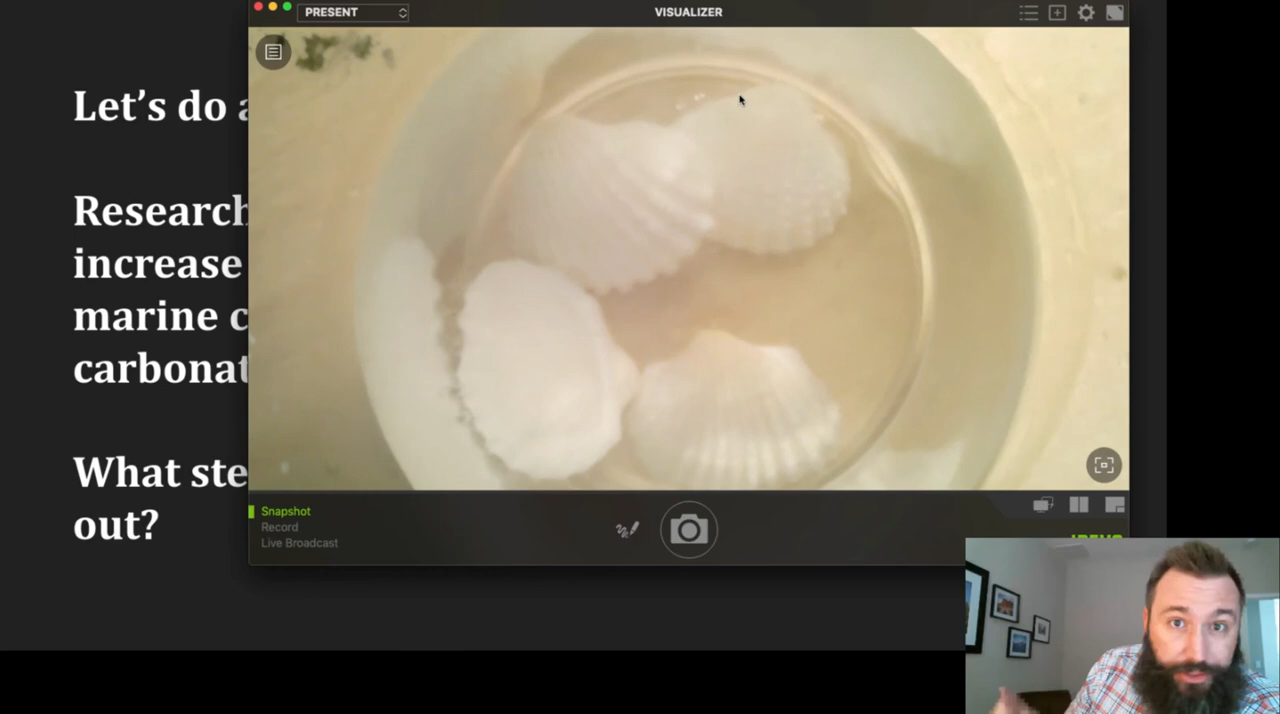 PRESENT
VISUALIZER
Let’s do
Research
increase
marine c
carbonat
What ste
out?
Snapshot
Record
Live Broadcast